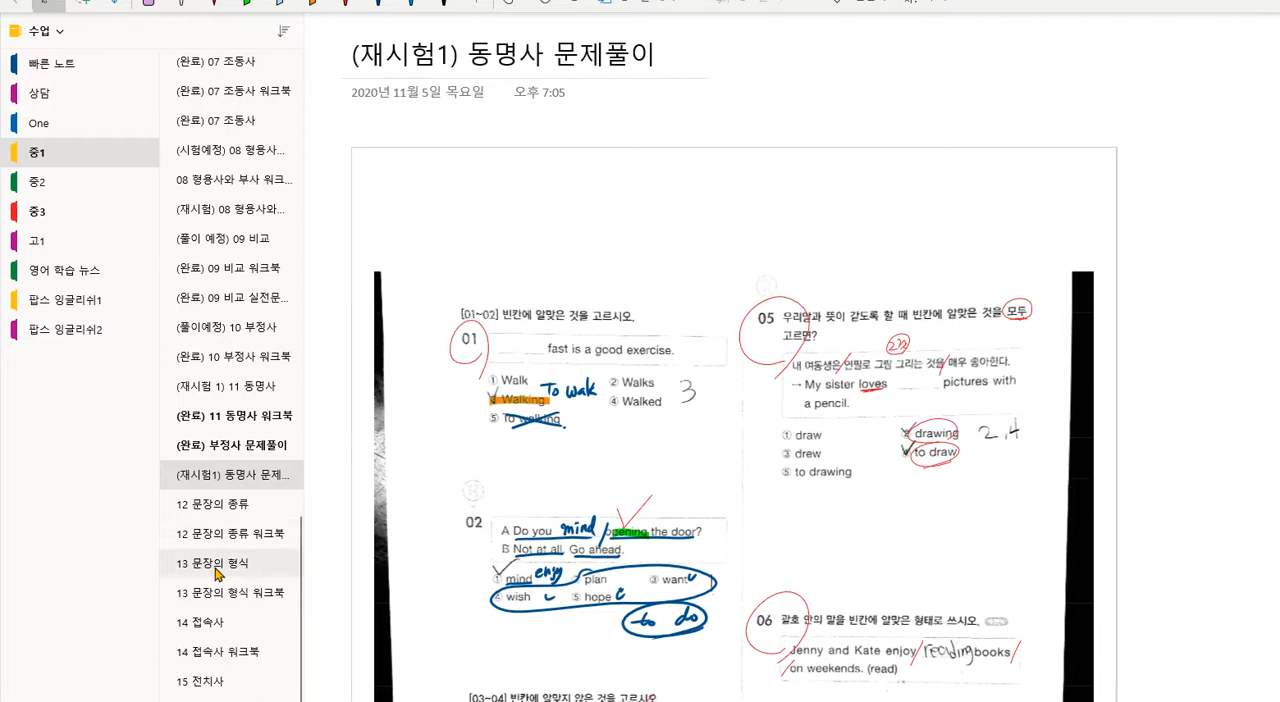 수업
빠른 노트
상담
One
중1
중2
중3
고1
영어 학습 뉴스
팝스 잉글리쉬1
팝스 잉글리쉬2
(완료) 07 조동사
(완료) 07 조동사 워크북
(완료) 07 조동사
(시험예정) 08 형용사...
08 형용사와 부사 워크...
(재시험) 08 형용사와...
(풀이 예정) 09 비교
(완료) 09 비교 워크북
(완료) 09 비교 실전문...
(풀이예정) 10 부정사
(완료) 10 부정사 워크북
(재시험 1) 11 동명사
(완료) 11 동명사 워크북
(완료) 부정사 문제풀이
(재시험1) 동명사 문제...
12 문장의 종류
12 문장의 종류 워크북
13 문장의 형식
13 문장의 형식 워크북
14 접속사
14 접속사 워크북
15 전치사
(재시험1) 동명사 문제풀이
2020년 11월 5일 목요일 오후 7:05
[01~02] 빈칸에 알맞은 것을 고르시오.
01
______ fast is a good exercise.
① Walk To wak ② Walks
Walking ④ Walked 3
⑤ To walking
02
A Do you mind / opening the door?
B Not at all. Go ahead.
① mind enjoy ② plan ③ want
④ wish ⑤ hope
to do
[03~04] 빈칸에 알맞지 않은 것을 고르시오
05 우리말과 뜻이 같도록 할 때 빈칸에 알맞은 것을 모두
고르면?
내 여동생은 연필로 그림 그리는 것을 매우 좋아한다.
→ My sister loves ______ pictures with
a pencil.
① draw ② drawing 2,4
③ drew to draw
⑤ to drawing
06 괄호 안의 말을 빈칸에 알맞은 형태로 쓰시오.
Jenny and Kate enjoy reading books
on weekends. (read)